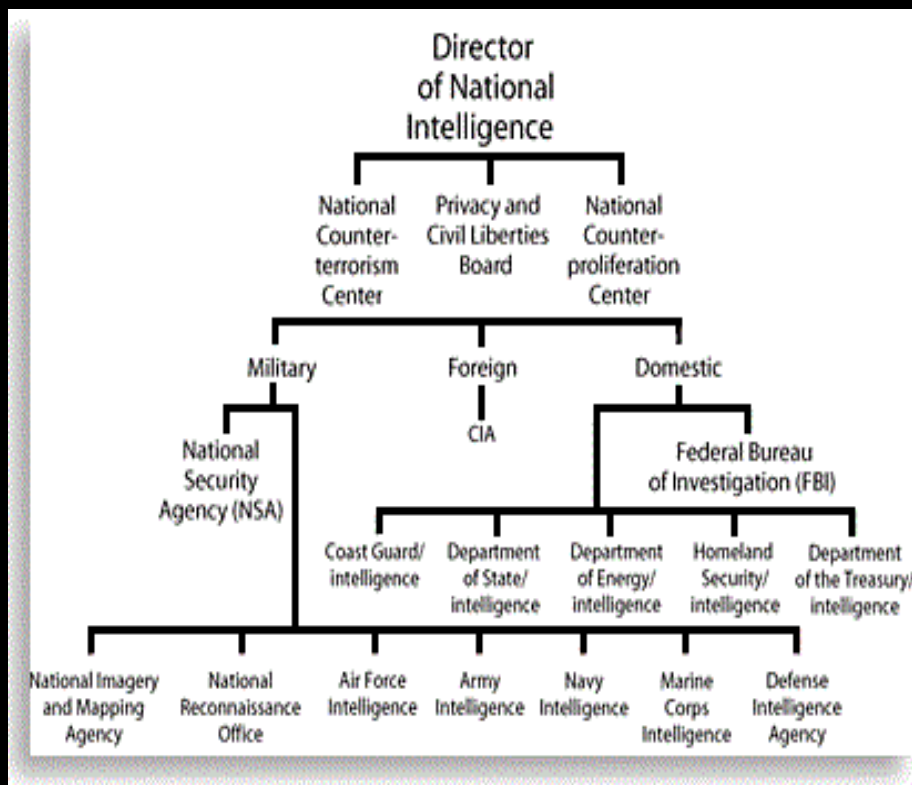 Director
of National
Intelligence
National
Counter-
terrorism
Center
Privacy and
Civil Liberties
Board
National
Counter-
proliferation
Center
Military
Foreign
Domestic
CIA
National
Security
Agency (NSA)
Federal Bureau
of Investigation (FBI)
Coast Guard/
intelligence
Department
of State/
intelligence
Department
of Energy/
intelligence
Homeland
Security/
intelligence
Department
of the Treasury/
intelligence
National Imagery
and Mapping
Agency
National
Reconnaissance
Office
Air Force
Intelligence
Army
Intelligence
Navy
Intelligence
Marine
Corps
Intelligence
Defense
Intelligence
Agency